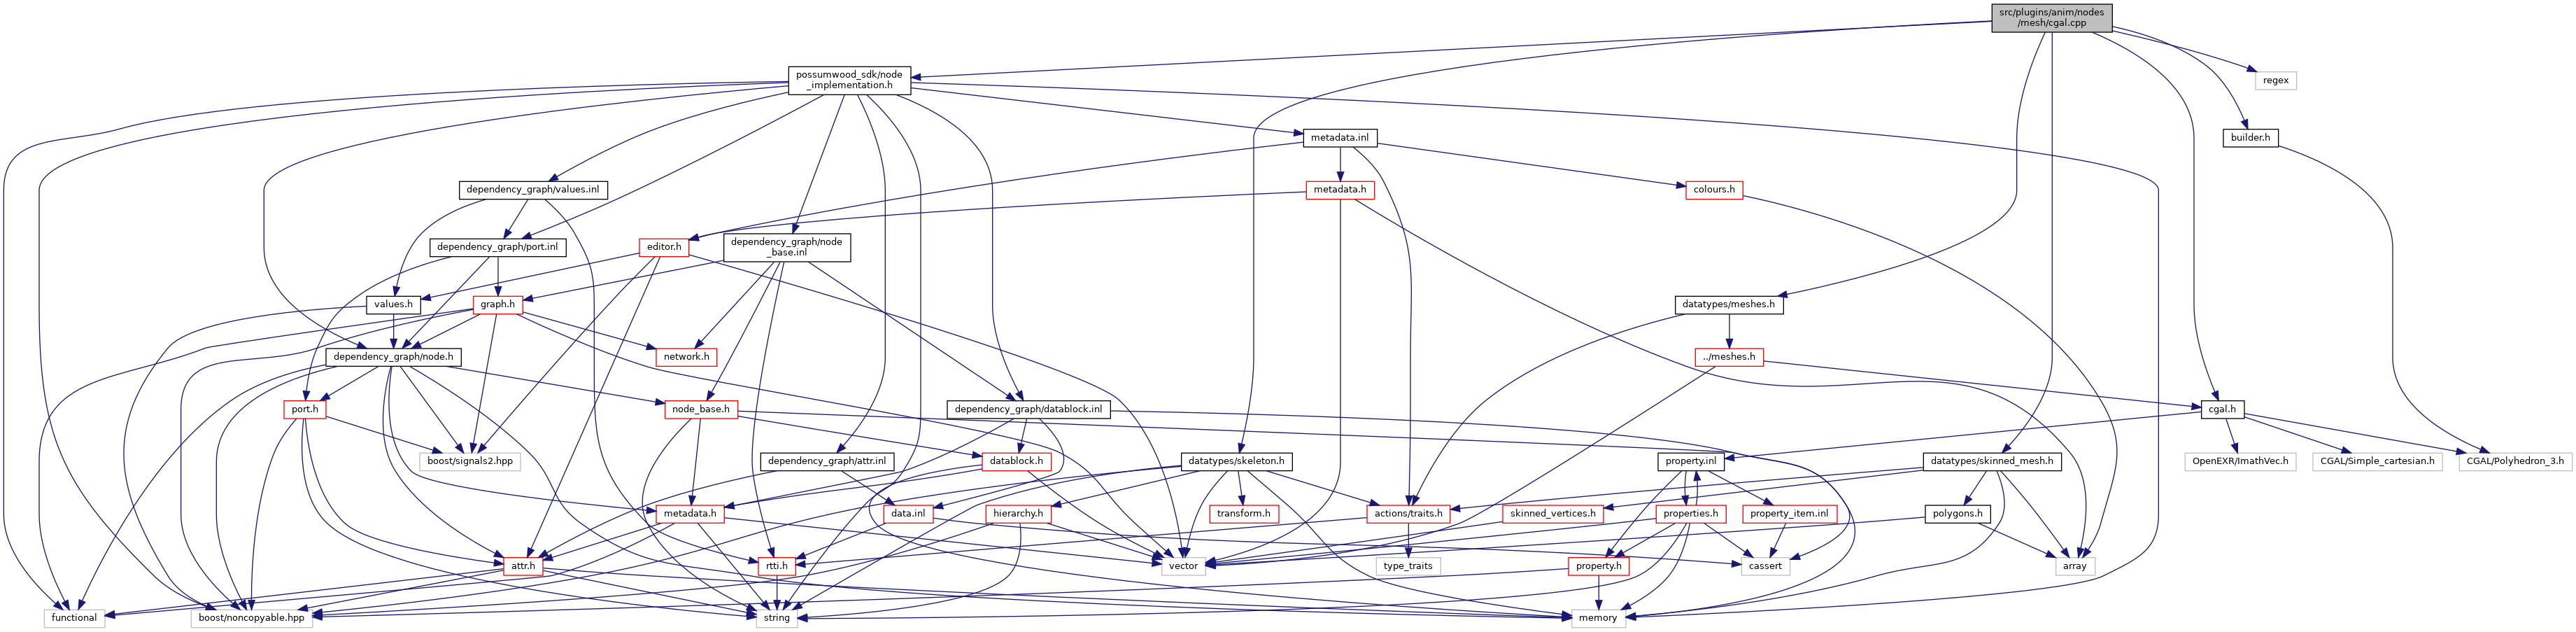 src/plugins/anim/nodes
/mesh/cgal.cpp
possumwood_sdk/node
_implementation.h
regex
metadata.inl
builder.h
dependency_graph/values.inl
metadata.h
colours.h
dependency_graph/port.inl
editor.h
dependency_graph/node
_base.inl
values.h
graph.h
datatypes/meshes.h
dependency_graph/node.h
network.h
../meshes.h
port.h
node_base.h
dependency_graph/datablock.inl
cgal.h
boost/signals2.hpp
dependency_graph/attr.inl
datablock.h
datatypes/skeleton.h
property.inl
datatypes/skinned_mesh.h
OpenEXR/ImathVec.h
CGAL/Simple_cartesian.h
CGAL/Polyhedron_3.h
metadata.h
data.inl
hierarchy.h
transform.h
actions/traits.h
skinned_vertices.h
properties.h
property_item.inl
polygons.h
attr.h
rtti.h
vector
type_traits
property.h
cassert
array
functional
boost/noncopyable.hpp
string
memory